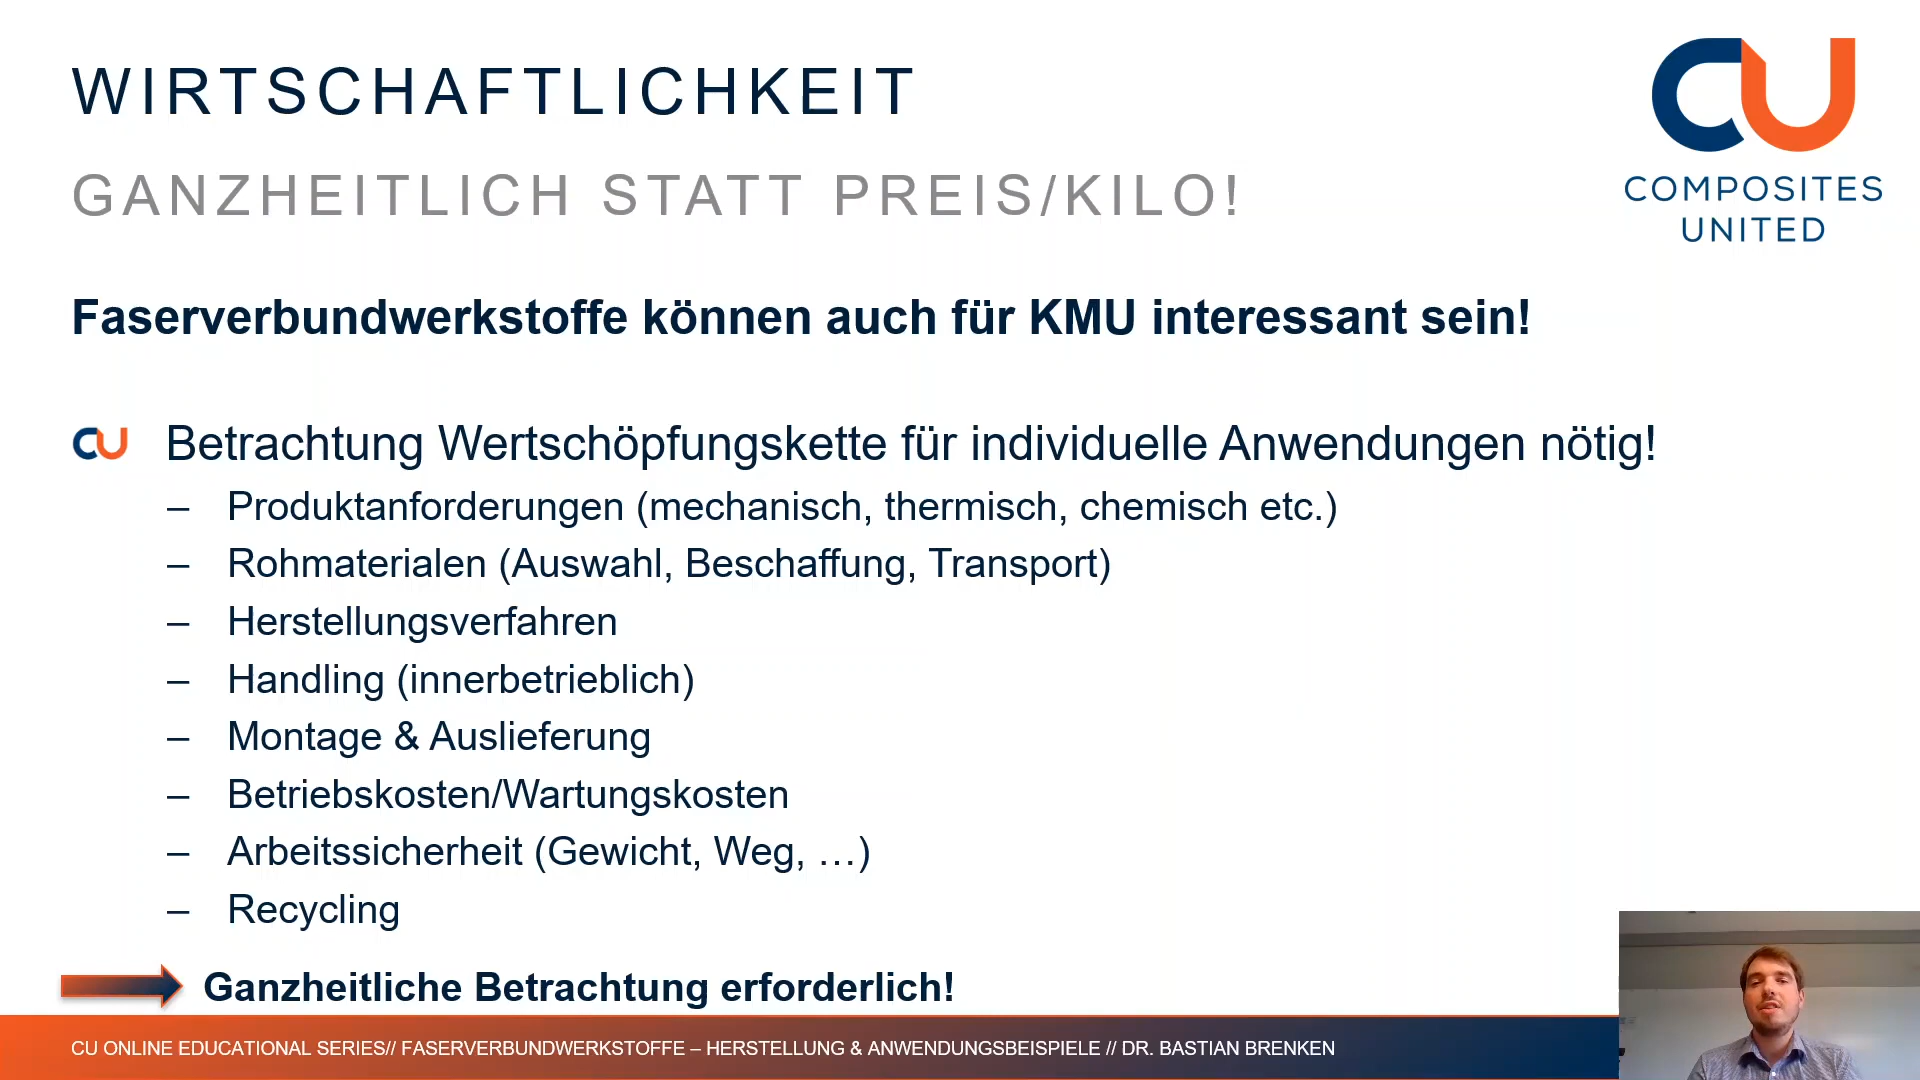 WIRTSCHAFTLICHKEIT
GANZHEITLICH STATT PREIS/KILO!
CU
COMPOSITES
UNITED
Faserverbundwerkstoffe können auch für KMU interessant sein!
CU Betrachtung Wertschöpfungskette für individuelle Anwendungen nötig!
– Produktanforderungen (mechanisch, thermisch, chemisch etc.)
– Rohmaterialen (Auswahl, Beschaffung, Transport)
– Herstellungsverfahren
– Handling (innerbetrieblich)
– Montage & Auslieferung
– Betriebskosten/Wartungskosten
– Arbeitssicherheit (Gewicht, Weg, …)
– Recycling
Ganzheitliche Betrachtung erforderlich!
CU ONLINE EDUCATIONAL SERIES// FASERVERBUNDWERKSTOFFE – HERSTELLUNG & ANWENDUNGSBEISPIELE // DR. BASTIAN BRENKEN